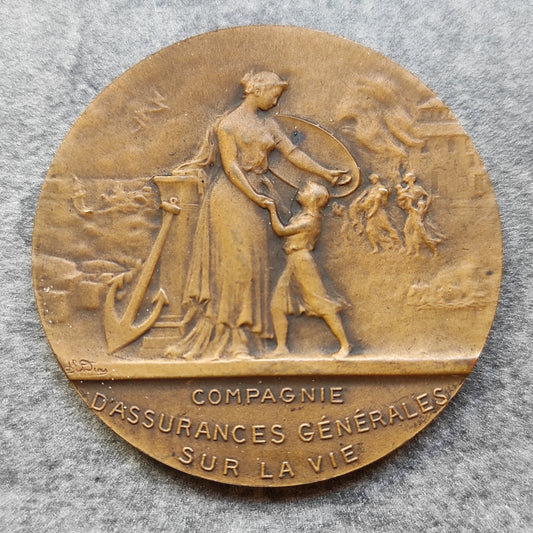 COMPAGNIE
D'ASSURANCES GÉNÉRALES
SUR LA VIE